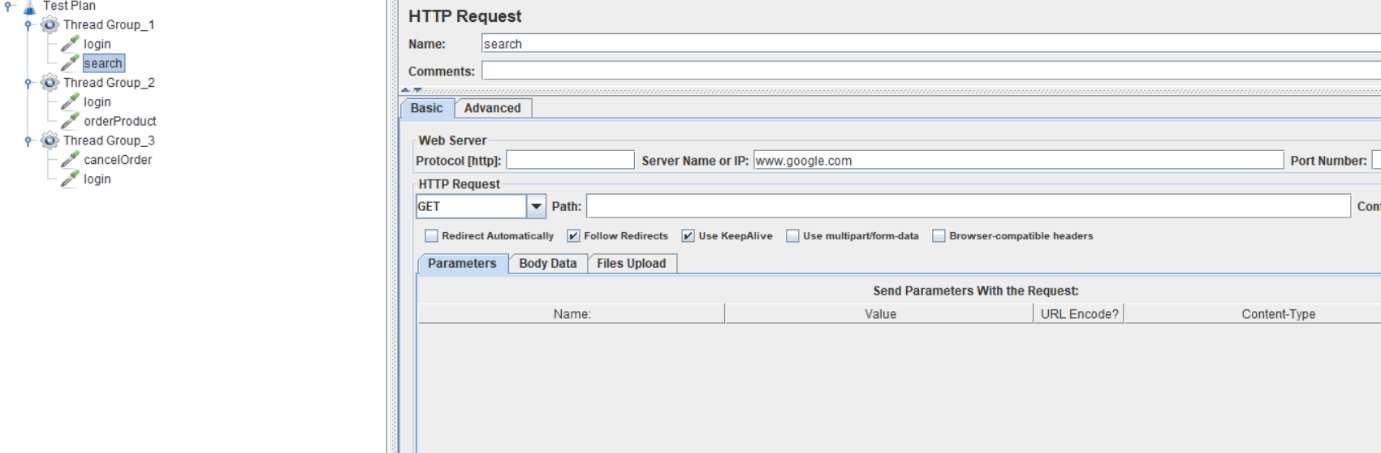 Test Plan
Thread Group_1
login
search
Thread Group_2
login
orderProduct
Thread Group_3
cancelOrder
login
HTTP Request
Name: search
Comments:
Basic Advanced
Web Server
Protocol [http]: Server Name or IP: www.google.com Port Number:
HTTP Request
GET Path: Cont
Redirect Automatically Follow Redirects Use KeepAlive Use multipart/form-data Browser-compatible headers
Parameters Body Data Files Upload
Send Parameters With the Request:
Name: Value URL Encode? Content-Type